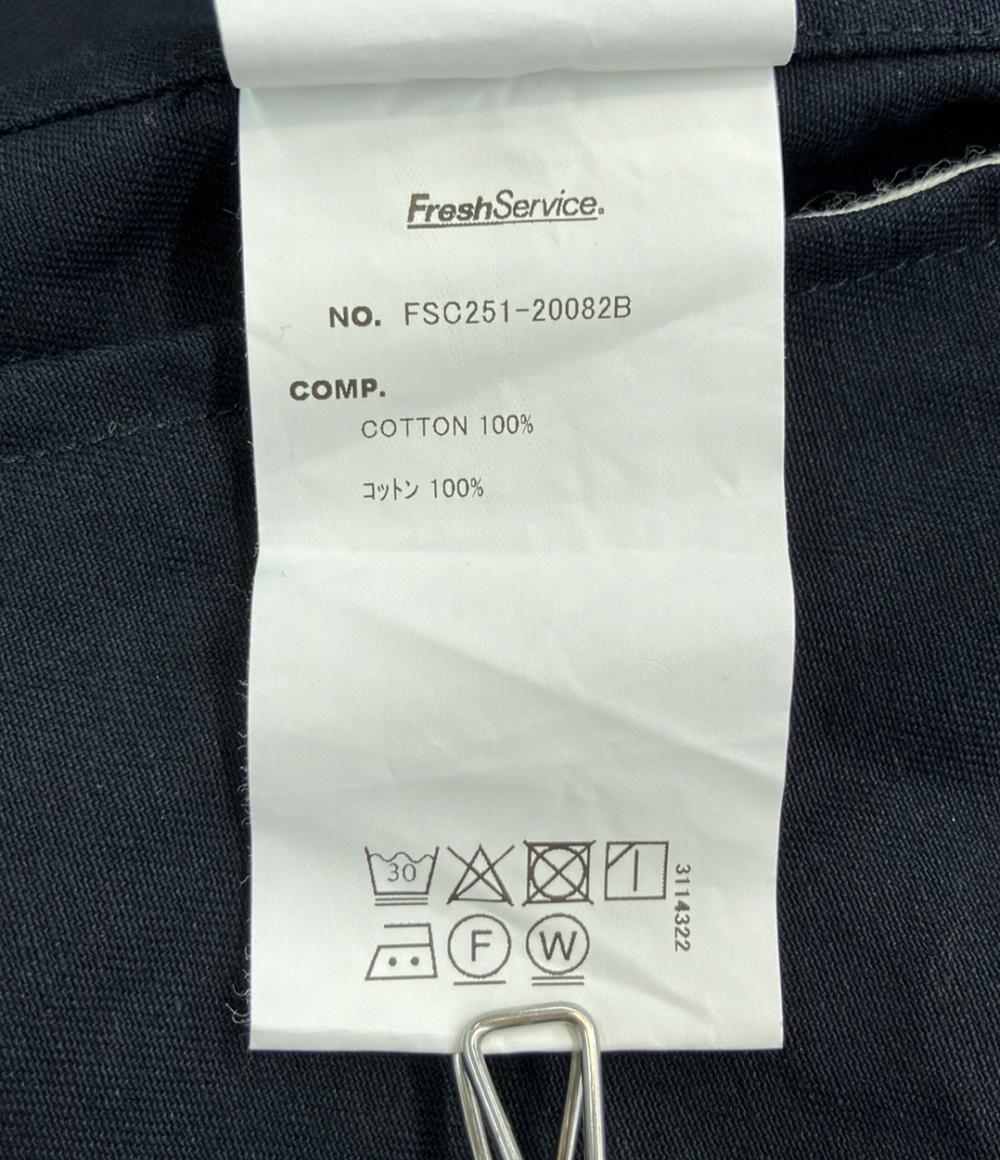 FreshService.
NO. FSC251-20082B
COMP.
COTTON 100%
コットン 100%
30
3114322
F
W